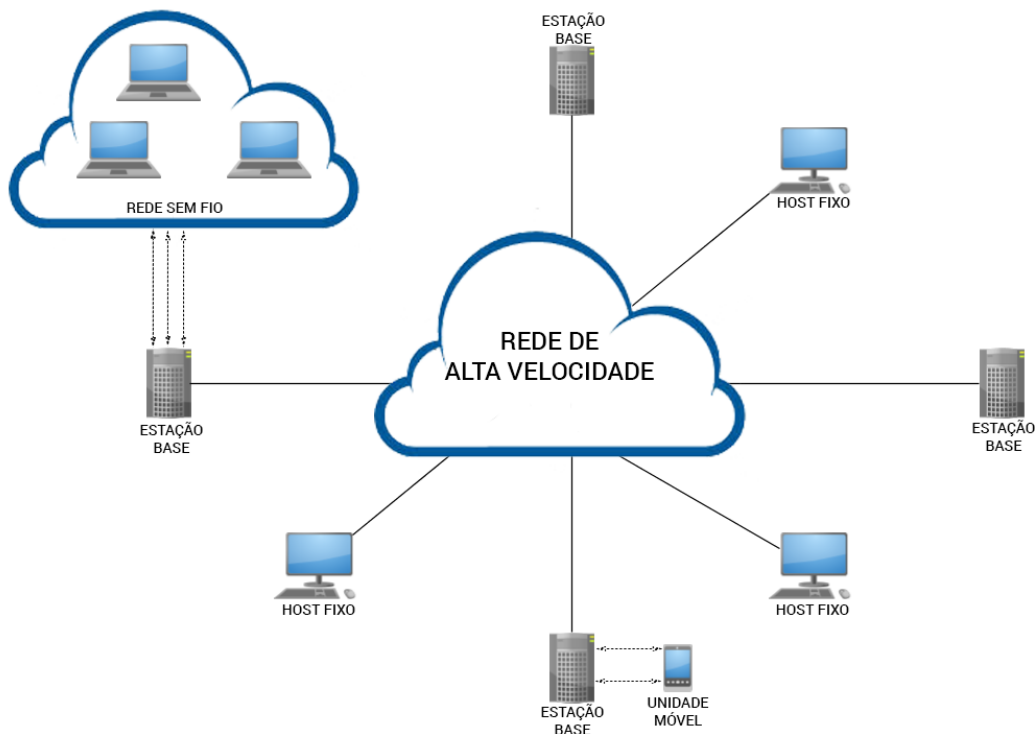 ESTAÇÃO
BASE
HOST FIXO
REDE SEM FIO
REDE DE
ALTA VELOCIDADE
ESTAÇÃO
BASE
ESTAÇÃO
BASE
HOST FIXO
HOST FIXO
ESTAÇÃO
BASE
UNIDADE
MÓVEL